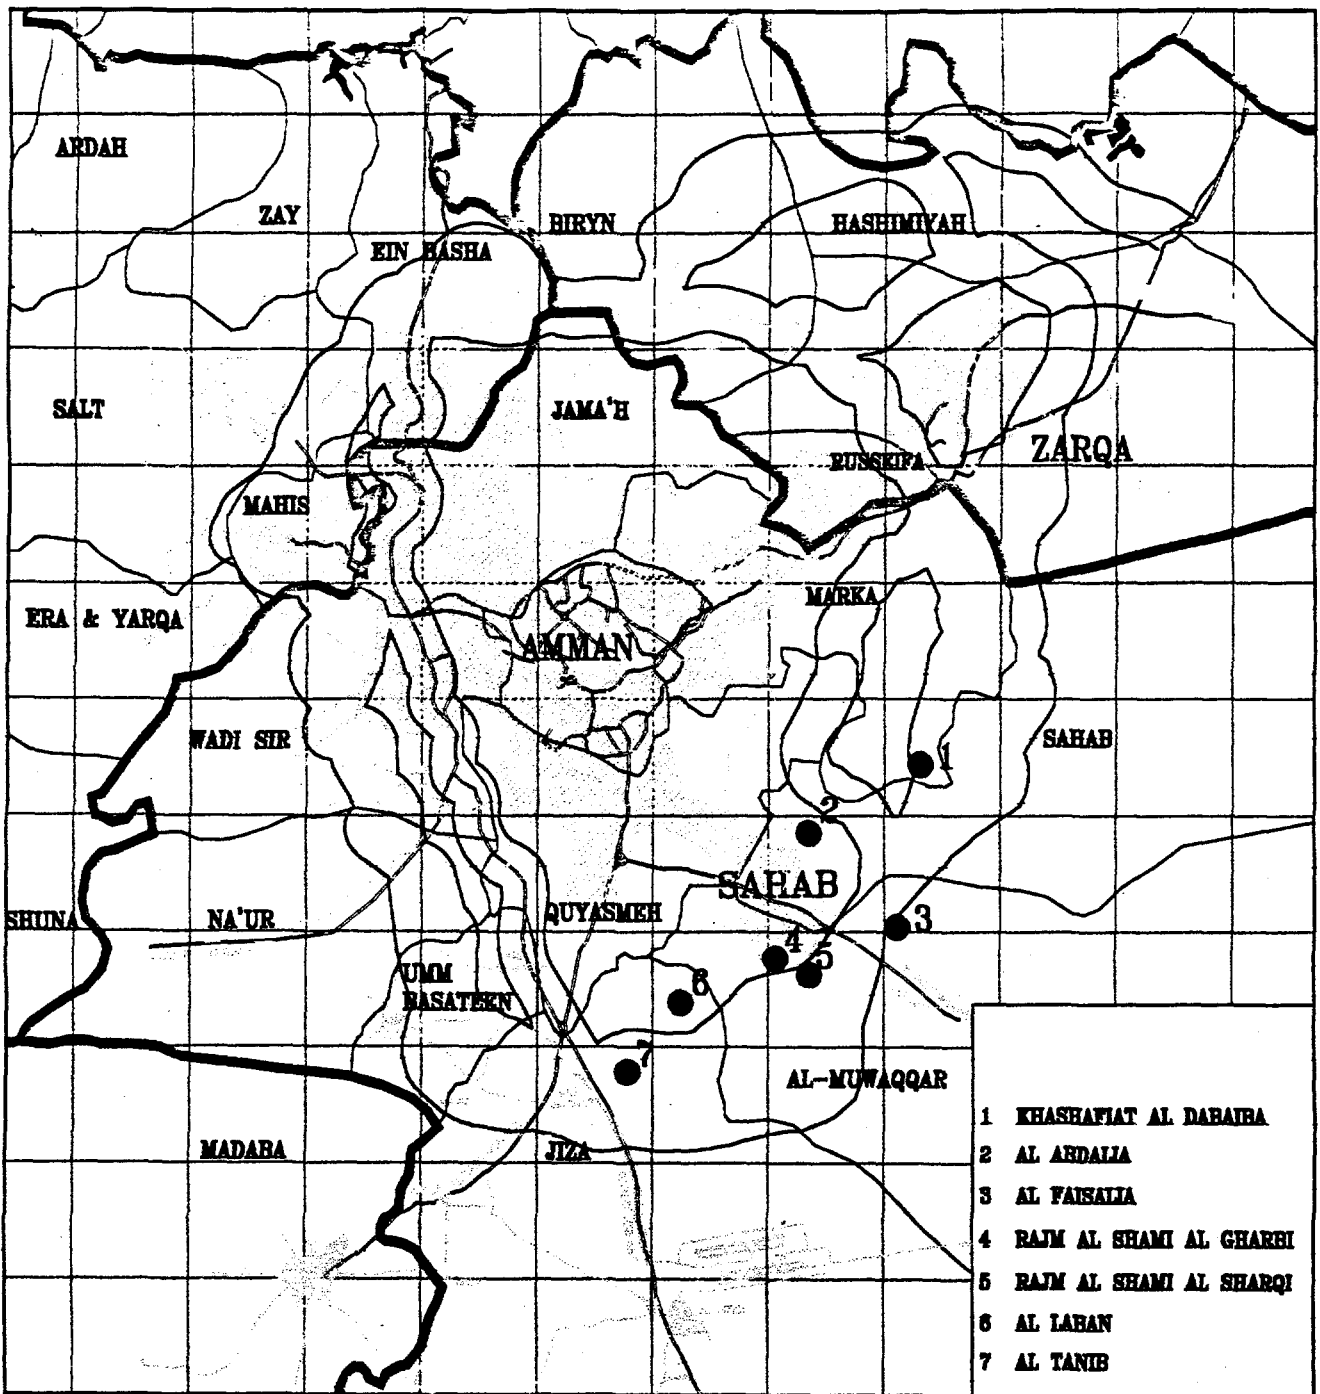 ARDAH
ZAY
BIRYN
HASHIMIYAH
EIN BASHA
SALT
JAMA'H
ZARQA
RUSSEIFA
MAHIS
MARKA
ERA & YARQA
AMMAN
WADI SIR
SAHAB
1
2
SAHAB
SHUNA
NA'UR
QUYASMEH
3
4
5
UMM
BASATEEN
6
7
AL-MUWAQQAR
MADABA
JIZA
1 KHASHAFIAT AL DABAIBA
2 AL ABDALIA
3 AL FAISALIA
4 RAJM AL SHAMI AL GHARBI
5 RAJM AL SHAMI AL SHARQI
6 AL LABAN
7 AL TANIB